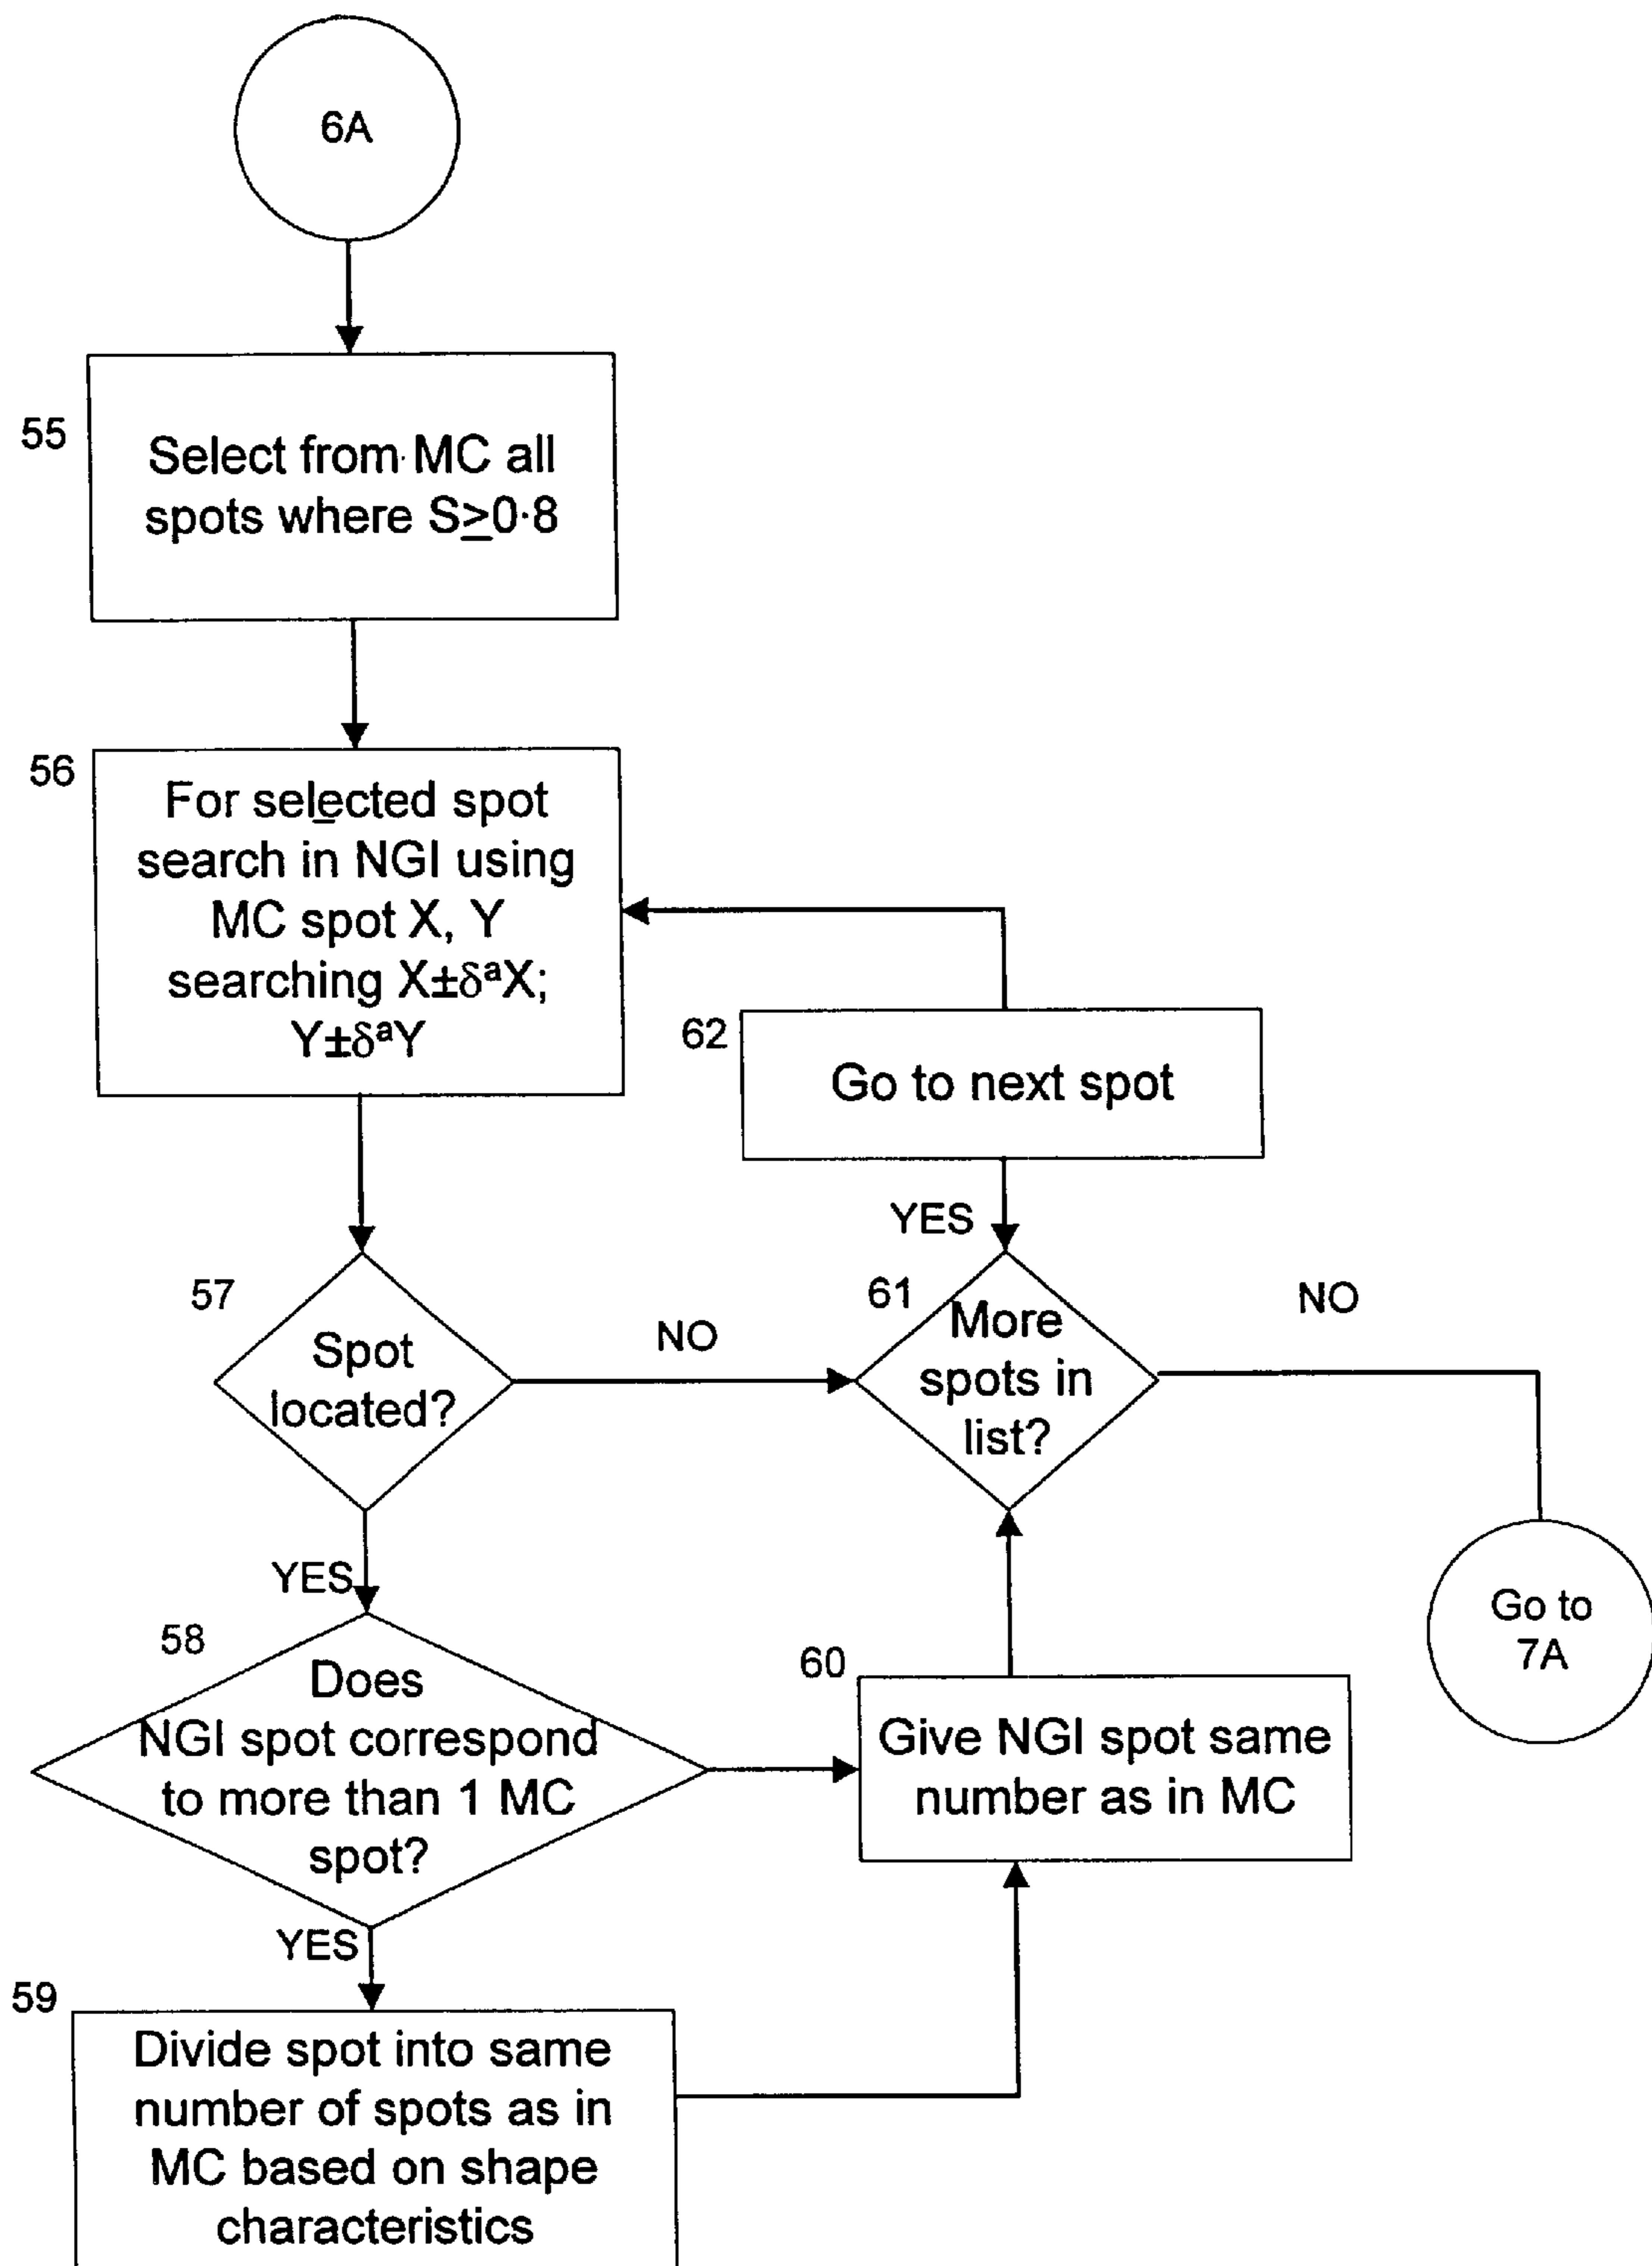 6A
55
Select from MC all
spots where S≥0·8
56
For selected spot
search in NGI using
MC spot X, Y
searching X±δᵃX;
Y±δᵃY
62
Go to next spot
YES
57
Spot
located?
NO
61
More
spots in
list?
NO
YES
58
Does
NGI spot correspond
to more than 1 MC
spot?
60
Give NGI spot same
number as in MC
Go to
7A
YES
59
Divide spot into same
number of spots as in
MC based on shape
characteristics